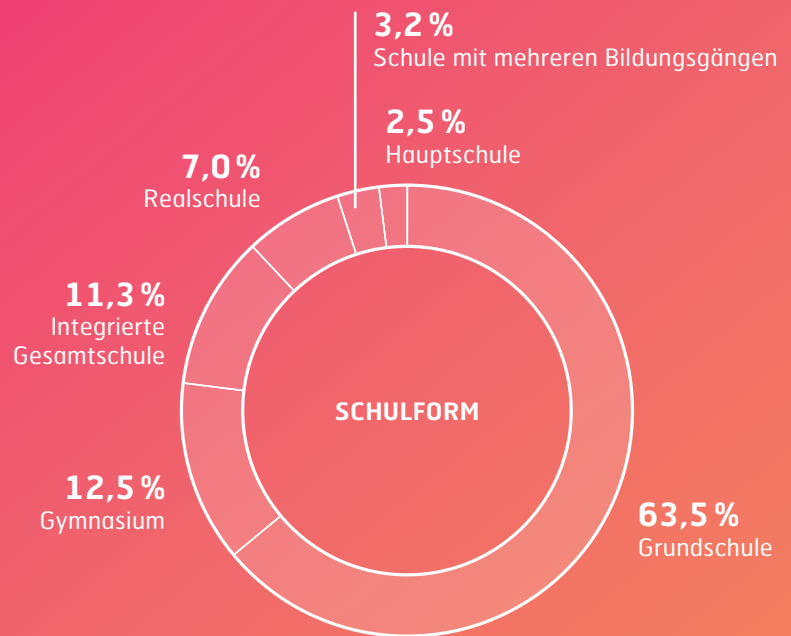 3,2 %
Schule mit mehreren Bildungsgängen
2,5 %
Hauptschule
7,0 %
Realschule
11,3 %
Integrierte
Gesamtschule
SCHULFORM
12,5 %
Gymnasium
63,5 %
Grundschule